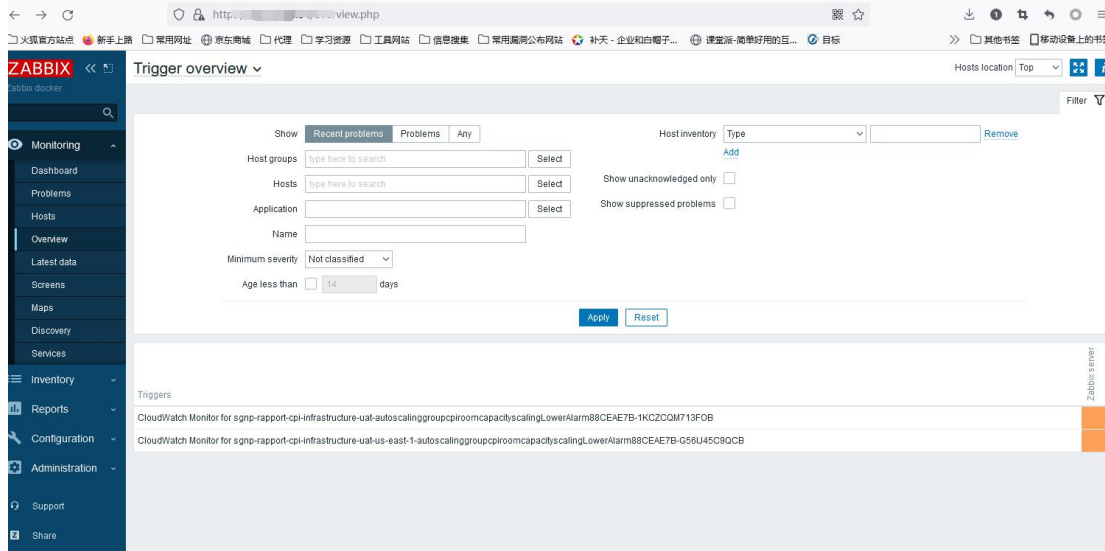 http
rview.php
火狐官方站点 新手上路 常用网址 京东商城 代理 学习资源 工具网站 信息搜集 常用漏洞公布网站 补天 - 企业和白帽子... 课堂派-简单好用的互... 目标 其他书签 移动设备上的书签
ZABBIX
Trigger overview
Hosts location Top
Zabbix docker
Filter
Monitoring
Dashboard
Problems
Hosts
Overview
Latest data
Screens
Maps
Discovery
Services
Inventory
Reports
Configuration
Administration
Support
Share
Show Recent problems Problems Any
Host groups type here to search Select
Hosts type here to search Select
Application Select
Name
Minimum severity Not classified
Age less than 14 days
Host inventory Type Remove
Add
Show unacknowledged only
Show suppressed problems
Apply Reset
Triggers
Zabbix server
CloudWatch Monitor for sgnp-rapport-cpi-infrastructure-uat-autoscalinggroupcpiroomcapacityscalingLowerAlarm88CEAE7B-1KCZCQM713FOB
CloudWatch Monitor for sgnp-rapport-cpi-infrastructure-uat-us-east-1-autoscalinggroupcpiroomcapacityscalingLowerAlarm88CEAE7B-G56IJ45C9QCB